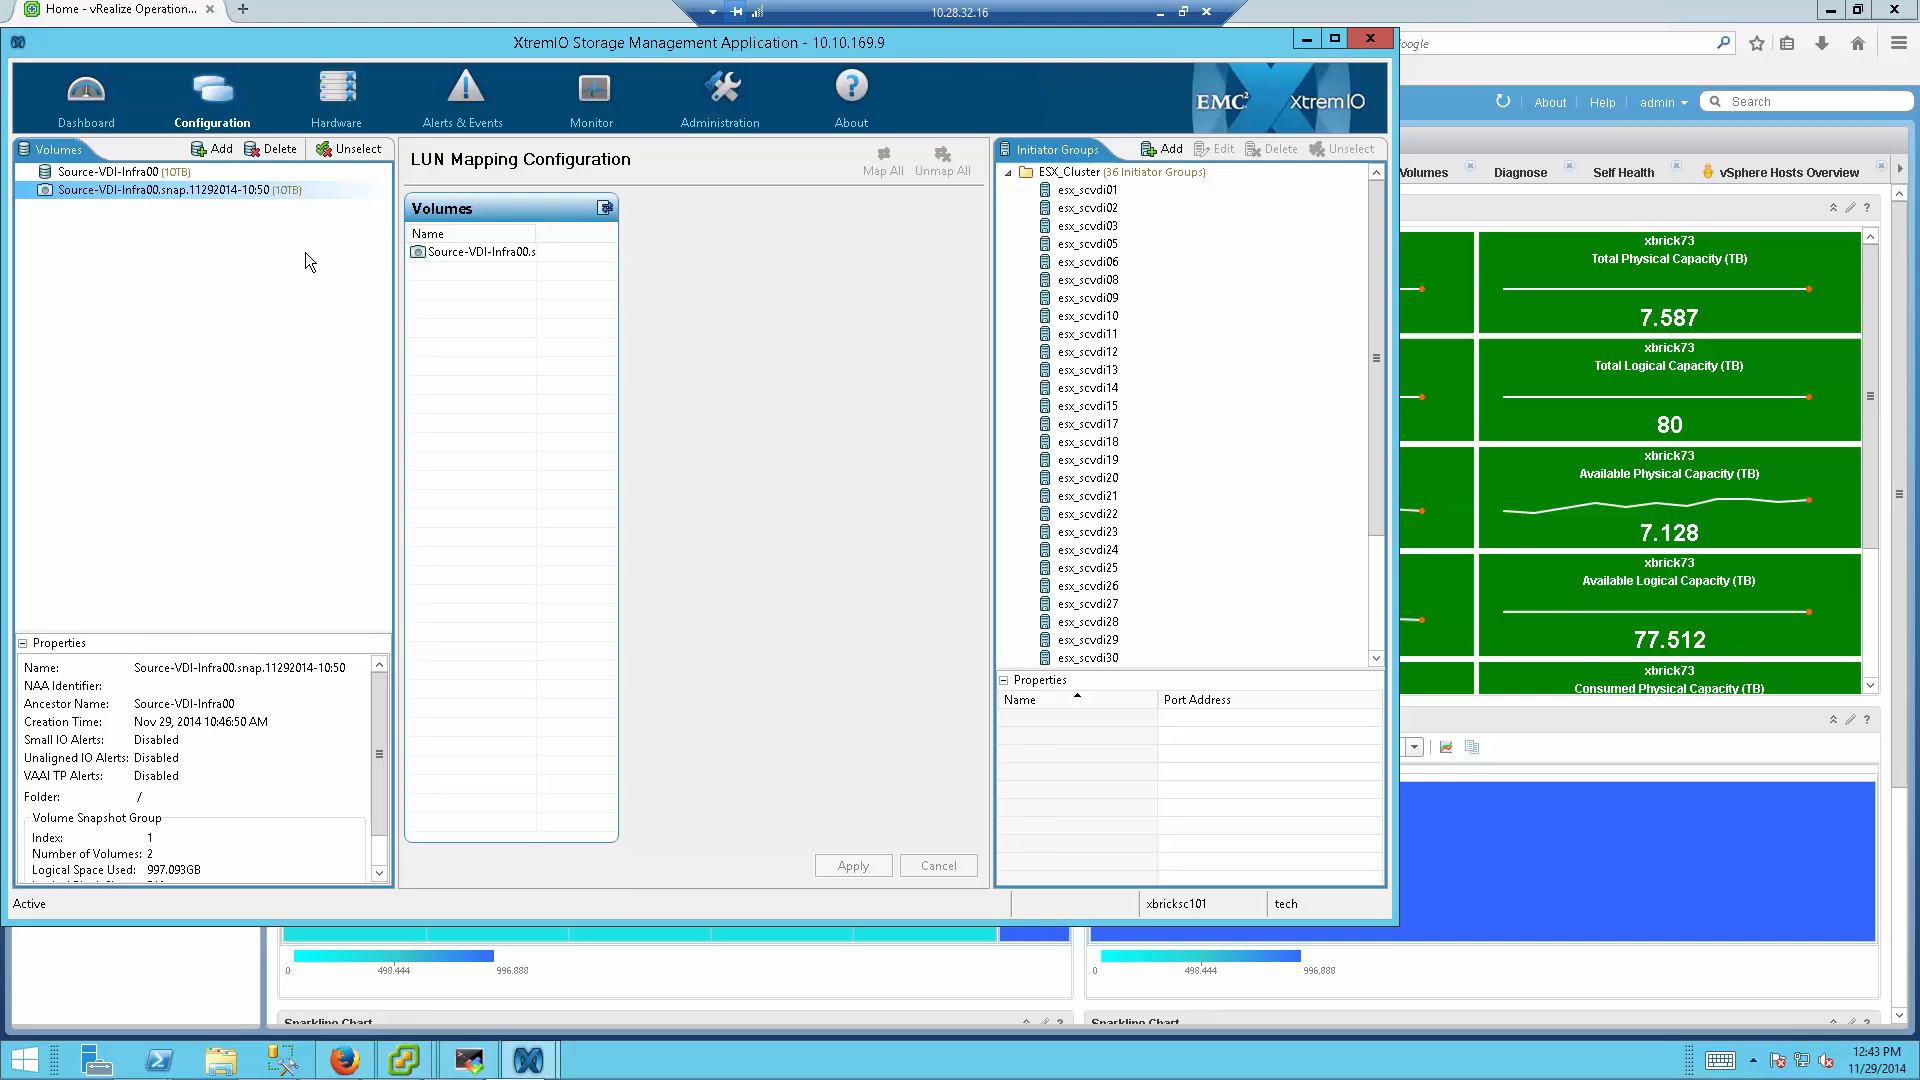 Home - vRealize Operation...
10.28.32.16
XtremIO Storage Management Application - 10.10.169.9
oogle
Dashboard
Configuration
Hardware
Alerts & Events
Monitor
Administration
About
EMC²
XtremIO
About
Help
admin
Search
Volumes
Add
Delete
Unselect
Source-VDI-Infra00 (10TB)
Source-VDI-Infra00.snap.11292014-10:50 (10TB)
LUN Mapping Configuration
Map All
Unmap All
Volumes
Name
Source-VDI-Infra00.s
Apply
Cancel
Initiator Groups
Add
Edit
Delete
Unselect
ESX_Cluster (36 Initiator Groups)
esx_scvdi01
esx_scvdi02
esx_scvdi03
esx_scvdi05
esx_scvdi06
esx_scvdi08
esx_scvdi09
esx_scvdi10
esx_scvdi11
esx_scvdi12
esx_scvdi13
esx_scvdi14
esx_scvdi15
esx_scvdi17
esx_scvdi18
esx_scvdi19
esx_scvdi20
esx_scvdi21
esx_scvdi22
esx_scvdi23
esx_scvdi24
esx_scvdi25
esx_scvdi26
esx_scvdi27
esx_scvdi28
esx_scvdi29
esx_scvdi30
Properties
Name
Port Address
Properties
Name: Source-VDI-Infra00.snap.11292014-10:50
NAA Identifier:
Ancestor Name: Source-VDI-Infra00
Creation Time: Nov 29, 2014 10:46:50 AM
Small IO Alerts: Disabled
Unaligned IO Alerts: Disabled
VAAI TP Alerts: Disabled
Folder: /
Volume Snapshot Group
Index: 1
Number of Volumes: 2
Logical Space Used: 997.093GB
Active
xbricksc101
tech
Volumes
Diagnose
Self Health
vSphere Hosts Overview
xbrick73
Total Physical Capacity (TB)
7.587
xbrick73
Total Logical Capacity (TB)
80
xbrick73
Available Physical Capacity (TB)
7.128
xbrick73
Available Logical Capacity (TB)
77.512
xbrick73
Consumed Physical Capacity (TB)
0
498.444
996.888
0
498.444
996.888
Sparkline Chart
Sparkline Chart
12:43 PM
11/29/2014